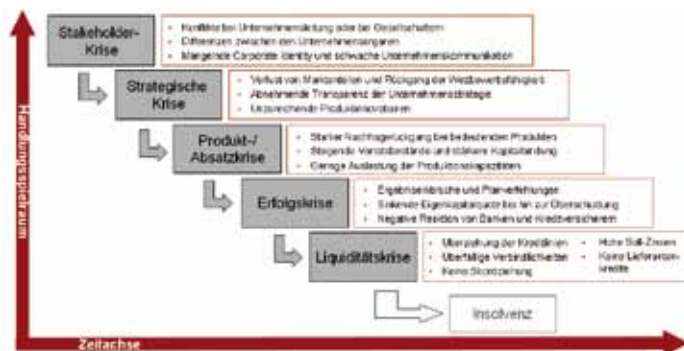 Stakeholder-
Krise
• Konflikte bei Unternehmensleitung oder bei Gesellschaftern
• Differenzen zwischen den Unternehmensorganen
• Mangelnde Corporate Identity und schwache Unternehmenskommunikation
Strategische
Krise
• Verlust von Marktanteilen und Rückgang der Wettbewerbsfähigkeit
• Abnehmende Transparenz der Unternehmensstrategie
• Unzureichende Produktinnovationen
Produkt-/
Absatzkrise
• Starker Nachfragerückgang bei bedeutenden Produkten
• Steigende Vorratsbestände und stärkere Kapitalbindung
• Geringe Auslastung der Produktionskapazitäten
Erfolgskrise
• Ergebniseinbrüche und Planverfehlungen
• Sinkende Eigenkapitalquote bis hin zur Überschuldung
• Negative Reaktion von Banken und Kreditversicherern
Liquiditätskrise
• Überziehung der Kreditlinien
• Überfällige Verbindlichkeiten
• Keine Skontoziehung
• Hohe Soll-Zinsen
• Keine Lieferanten-
kredite
Insolvenz
Handlungsspielraum
Zeitachse